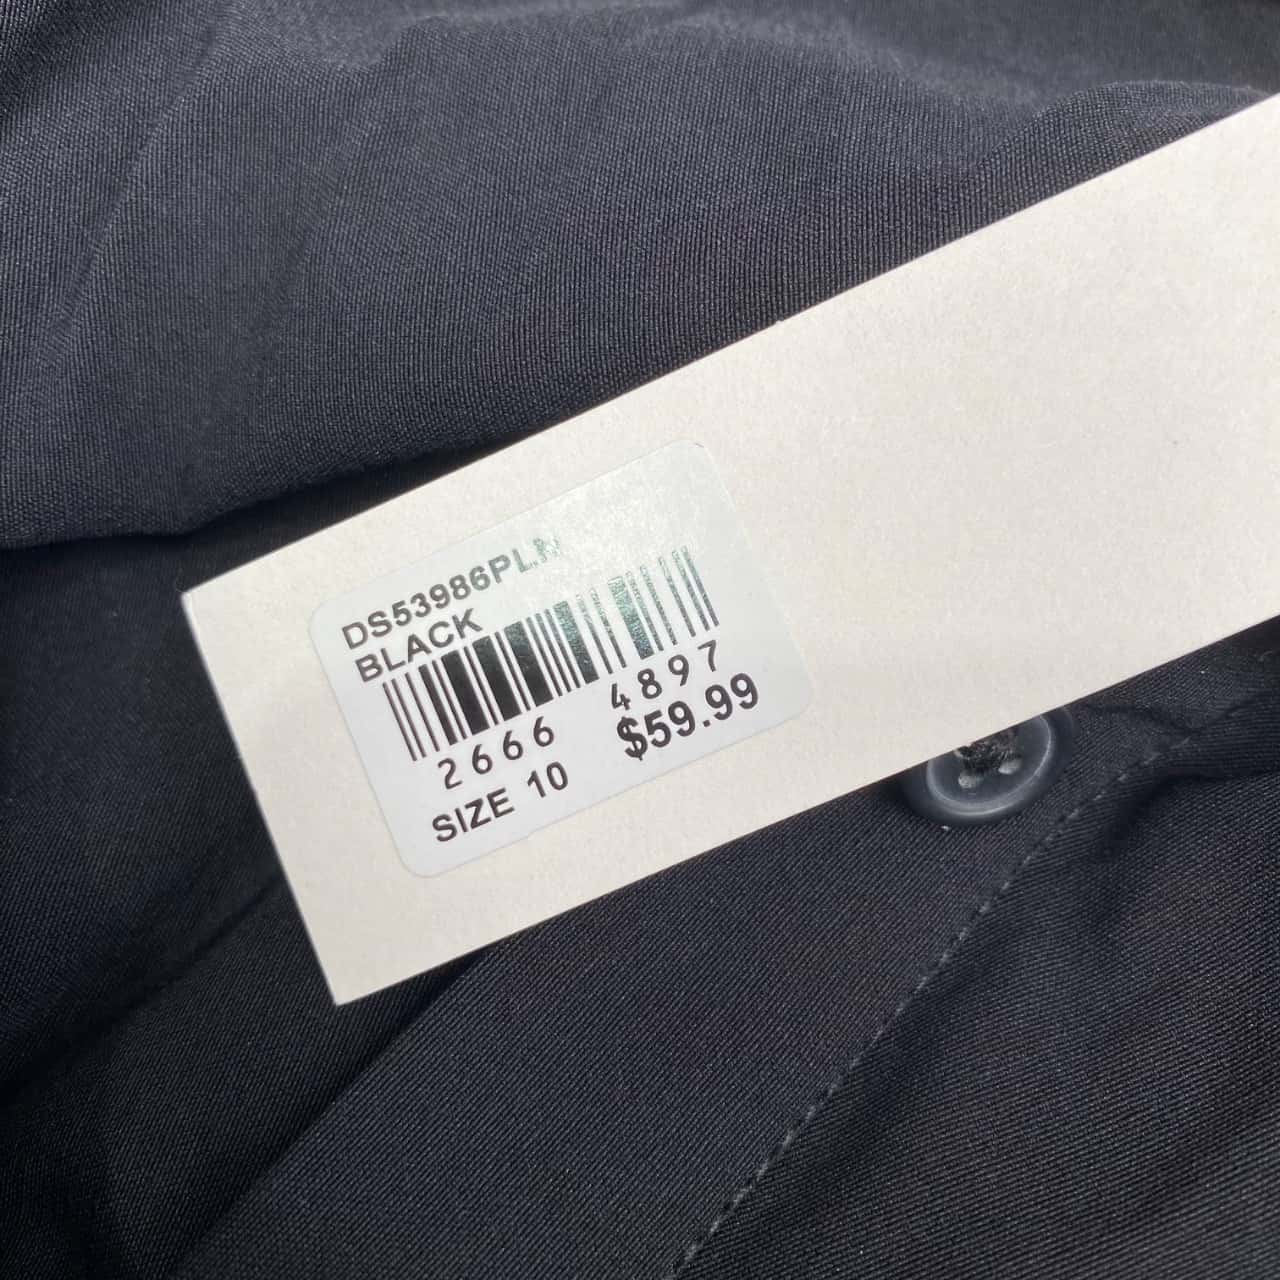 DS53986PLN
BLACK
2666 4897
SIZE 10 $59.99